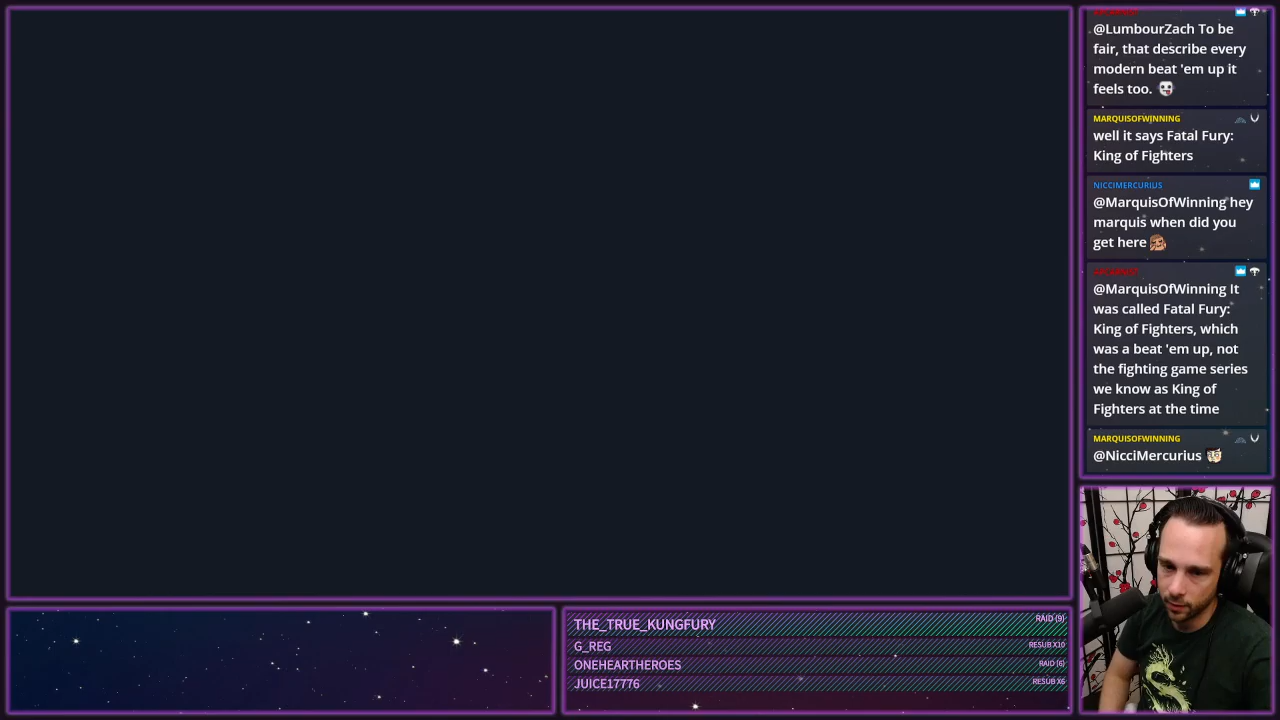 @LumbourZach To be
fair, that describe every
modern beat 'em up it
feels too.
MARQUISOFWINNING
well it says Fatal Fury:
King of Fighters
NICCIMERCURIUS
@MarquisOfWinning hey
marquis when did you
get here
@MarquisOfWinning It
was called Fatal Fury:
King of Fighters, which
was a beat 'em up, not
the fighting game series
we know as King of
Fighters at the time
MARQUISOFWINNING
@NicciMercurius
THE_TRUE_KUNGFURY RAID (9)
G_REG RESUB X10
ONEHEARTHEROES RAID (6)
JUICE17776 RESUB X6